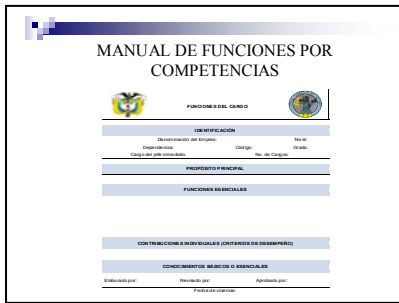 MANUAL DE FUNCIONES POR
COMPETENCIAS
FUNCIONES DEL CARGO
IDENTIFICACIÓN
Denominación del Empleo: Nivel:
Dependencia: Código: Grado:
Cargo del jefe inmediato: No. de Cargos:
PROPÓSITO PRINCIPAL
FUNCIONES ESENCIALES
CONTRIBUCIONES INDIVIDUALES (CRITERIOS DE DESEMPEÑO)
CONOCIMIENTOS BÁSICOS O ESENCIALES
Elaborado por: Revisado por: Aprobado por:
Fecha de vigencia: